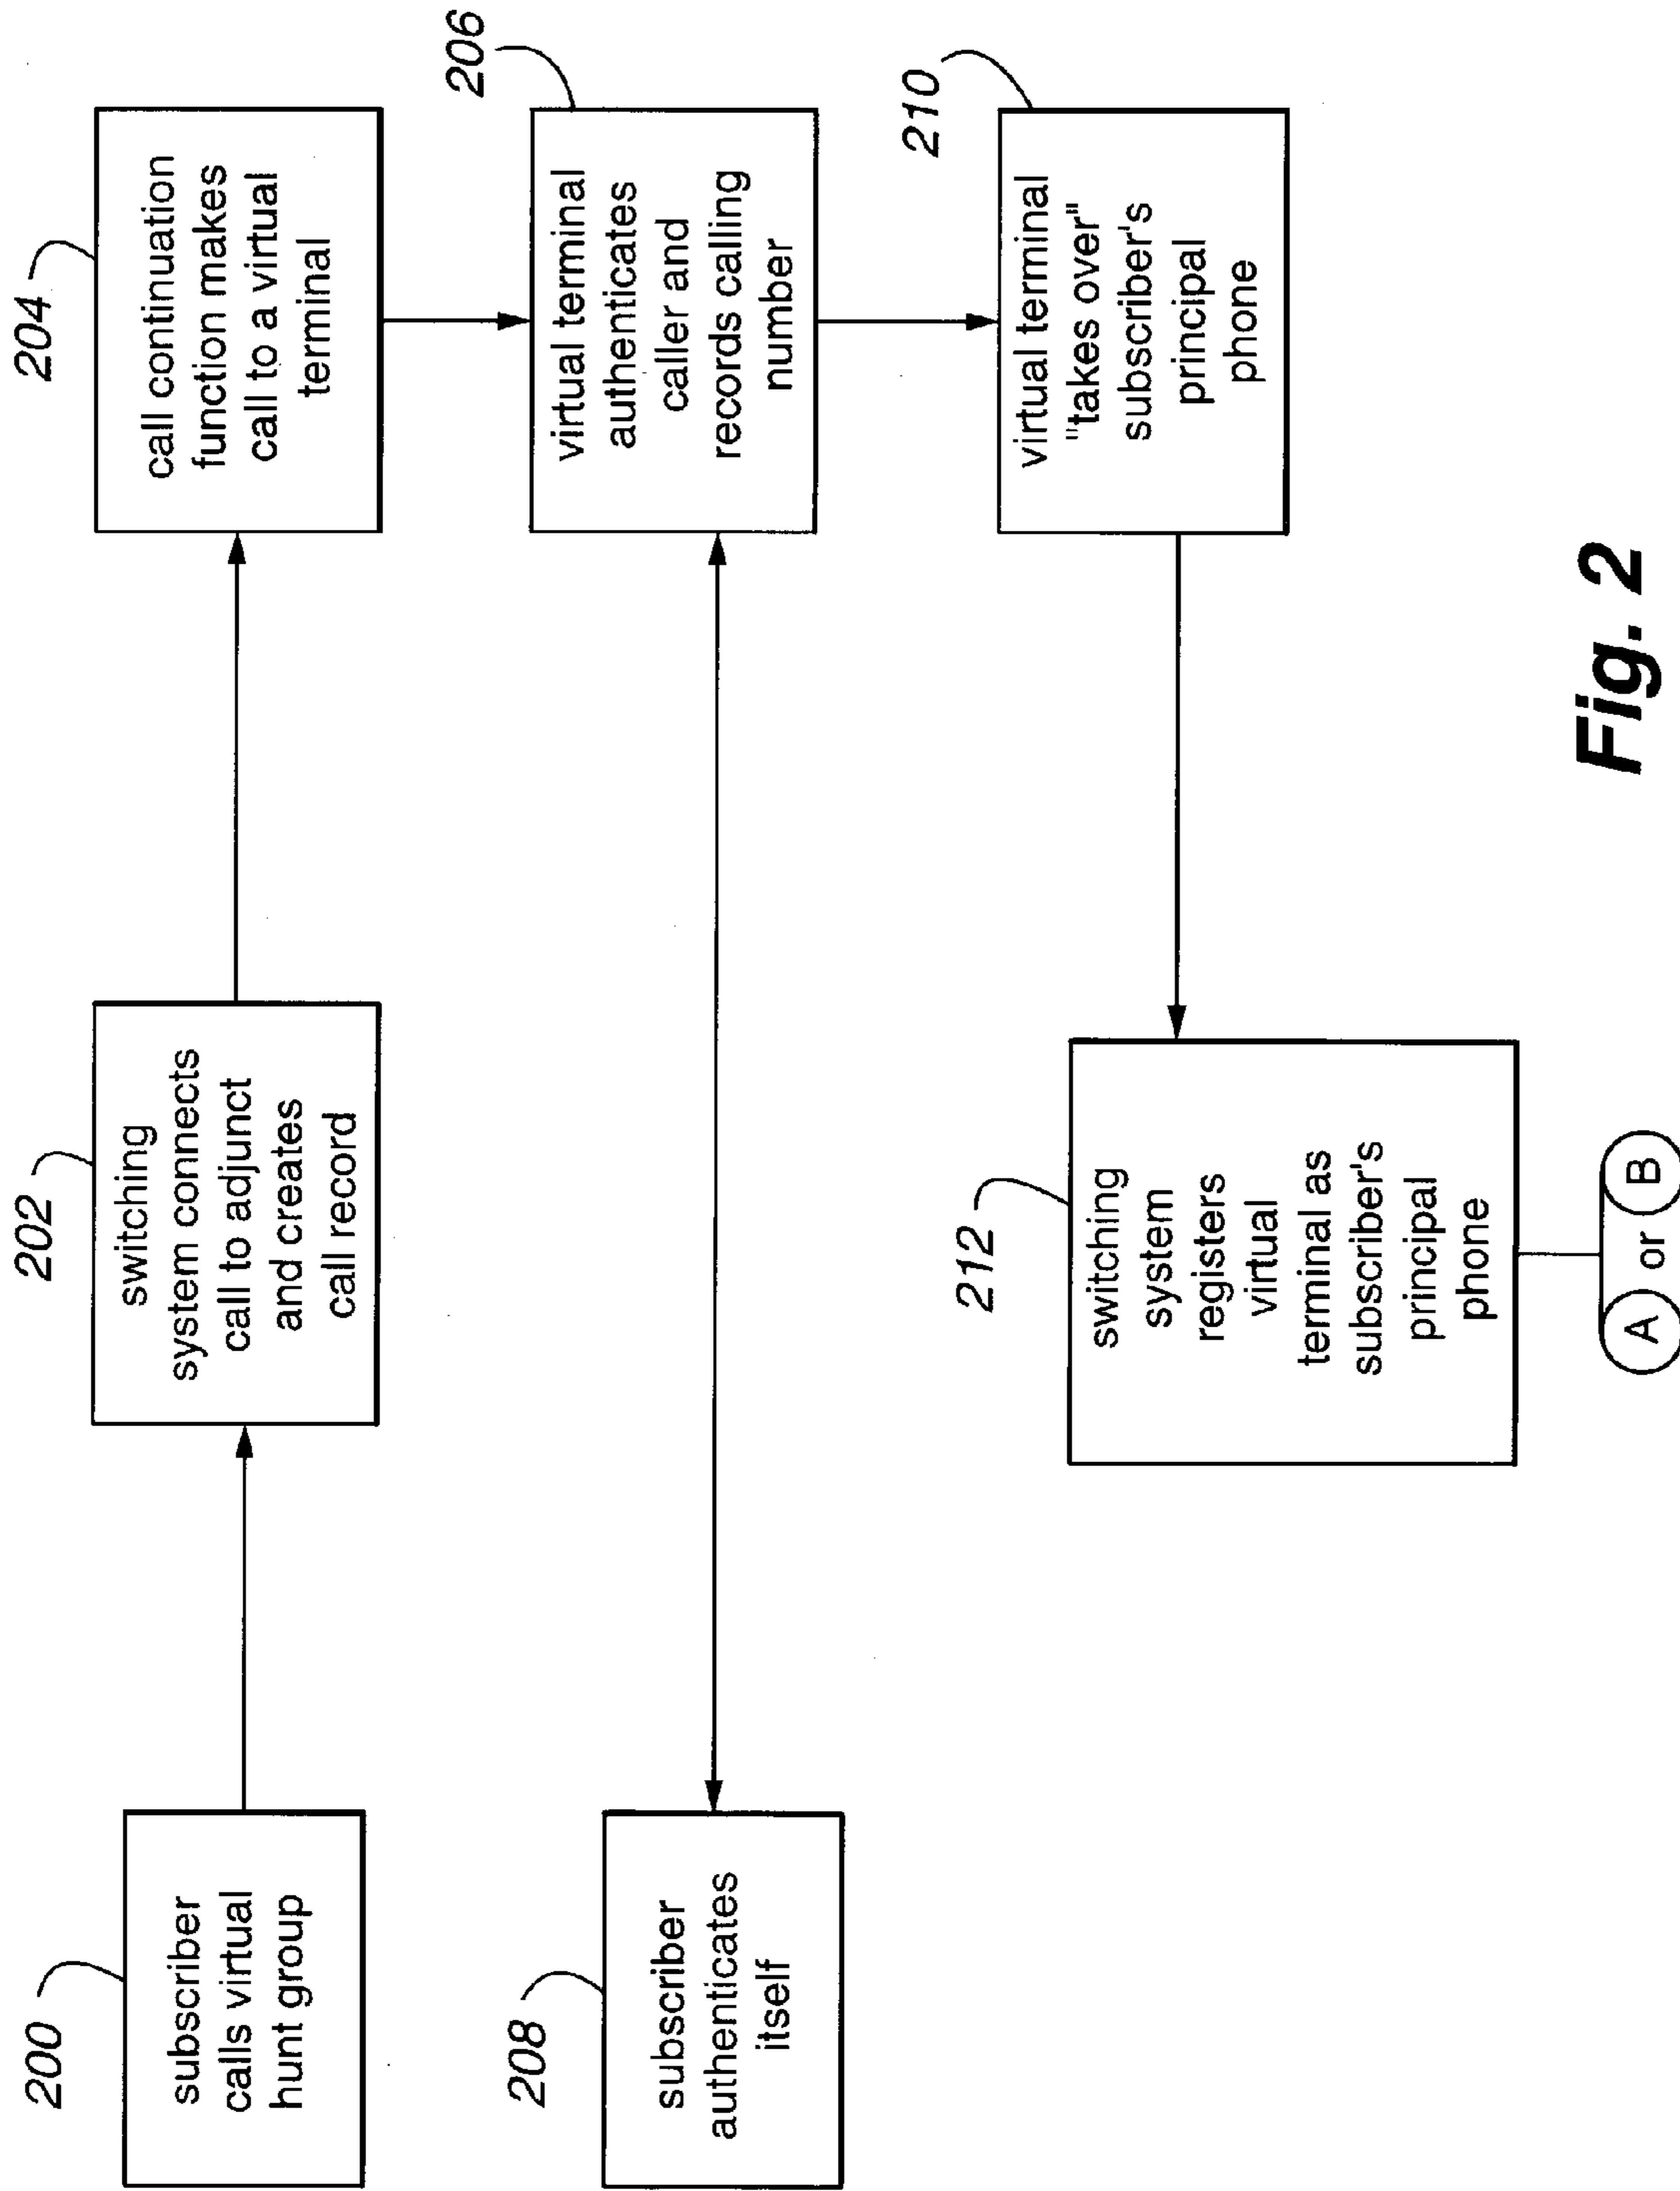 200
subscriber
calls virtual
hunt group
202
switching
system connects
call to adjunct
and creates
call record
204
call continuation
function makes
call to a virtual
terminal
206
virtual terminal
authenticates
caller and
records calling
number
208
subscriber
authenticates
itself
210
virtual terminal
"takes over"
subscriber's
principal
phone
212
switching
system
registers
virtual
terminal as
subscriber's
principal
phone
A or B
Fig. 2